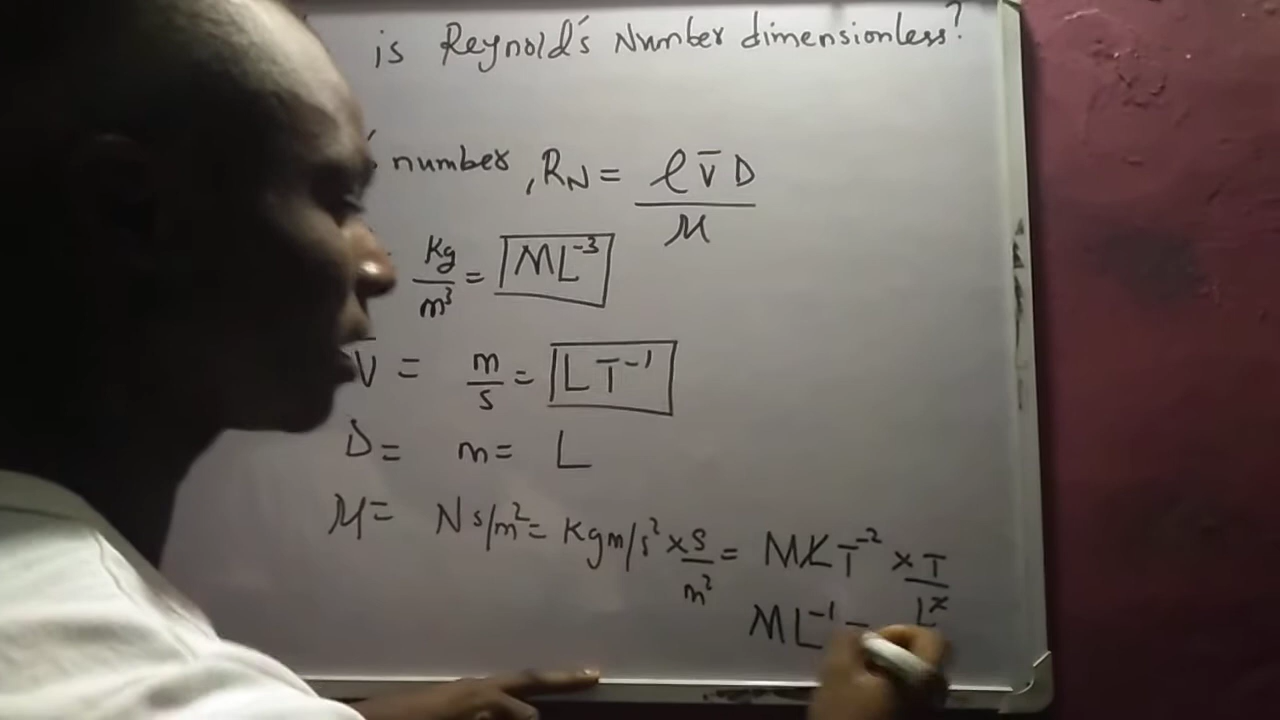 is Reynold's Number dimensionless?
number, R_N = ρV̄D/μ
kg/m³ = ML⁻³
V̄ = m/s = LT⁻¹
D = m = L
μ = Ns/m² = kgm/s² × s/m² = MLT⁻² × T/L²
ML⁻¹